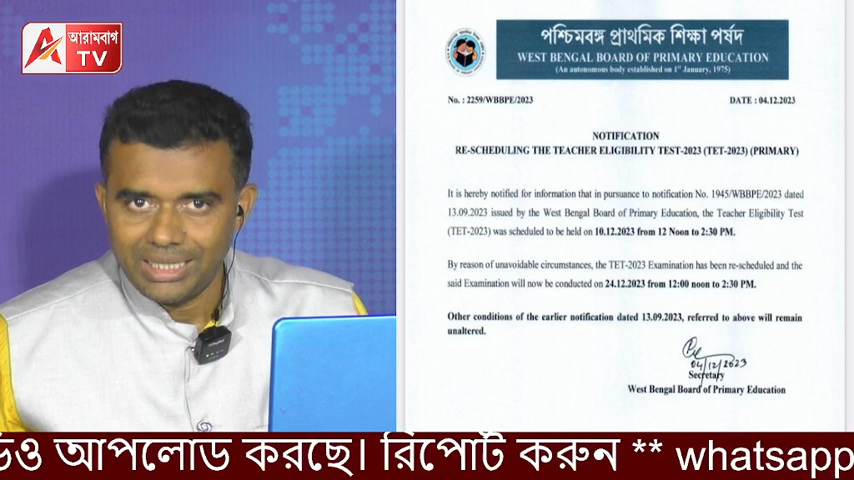 আরামবাগ
TV
পশ্চিমবঙ্গ প্রাথমিক শিক্ষা পর্ষদ
WEST BENGAL BOARD OF PRIMARY EDUCATION
(An autonomous body established on 1st January, 1975)
No. : 2259/WBBPE/2023 DATE : 04.12.2023
NOTIFICATION
RE-SCHEDULING THE TEACHER ELIGIBILITY TEST-2023 (TET-2023) (PRIMARY)
It is hereby notified for information that in pursuance to notification No. 1945/WBBPE/2023 dated
13.09.2023 issued by the West Bengal Board of Primary Education, the Teacher Eligibility Test
(TET-2023) was scheduled to be held on 10.12.2023 from 12 Noon to 2:30 PM.
By reason of unavoidable circumstances, the TET-2023 Examination has been re-scheduled and the
said Examination will now be conducted on 24.12.2023 from 12:00 noon to 2:30 PM.
Other conditions of the earlier notification dated 13.09.2023, referred to above will remain
unaltered.
04/12/2023
Secretary
West Bengal Board of Primary Education
আপলোড করছে। রিপোর্ট করুন ** whatsapp